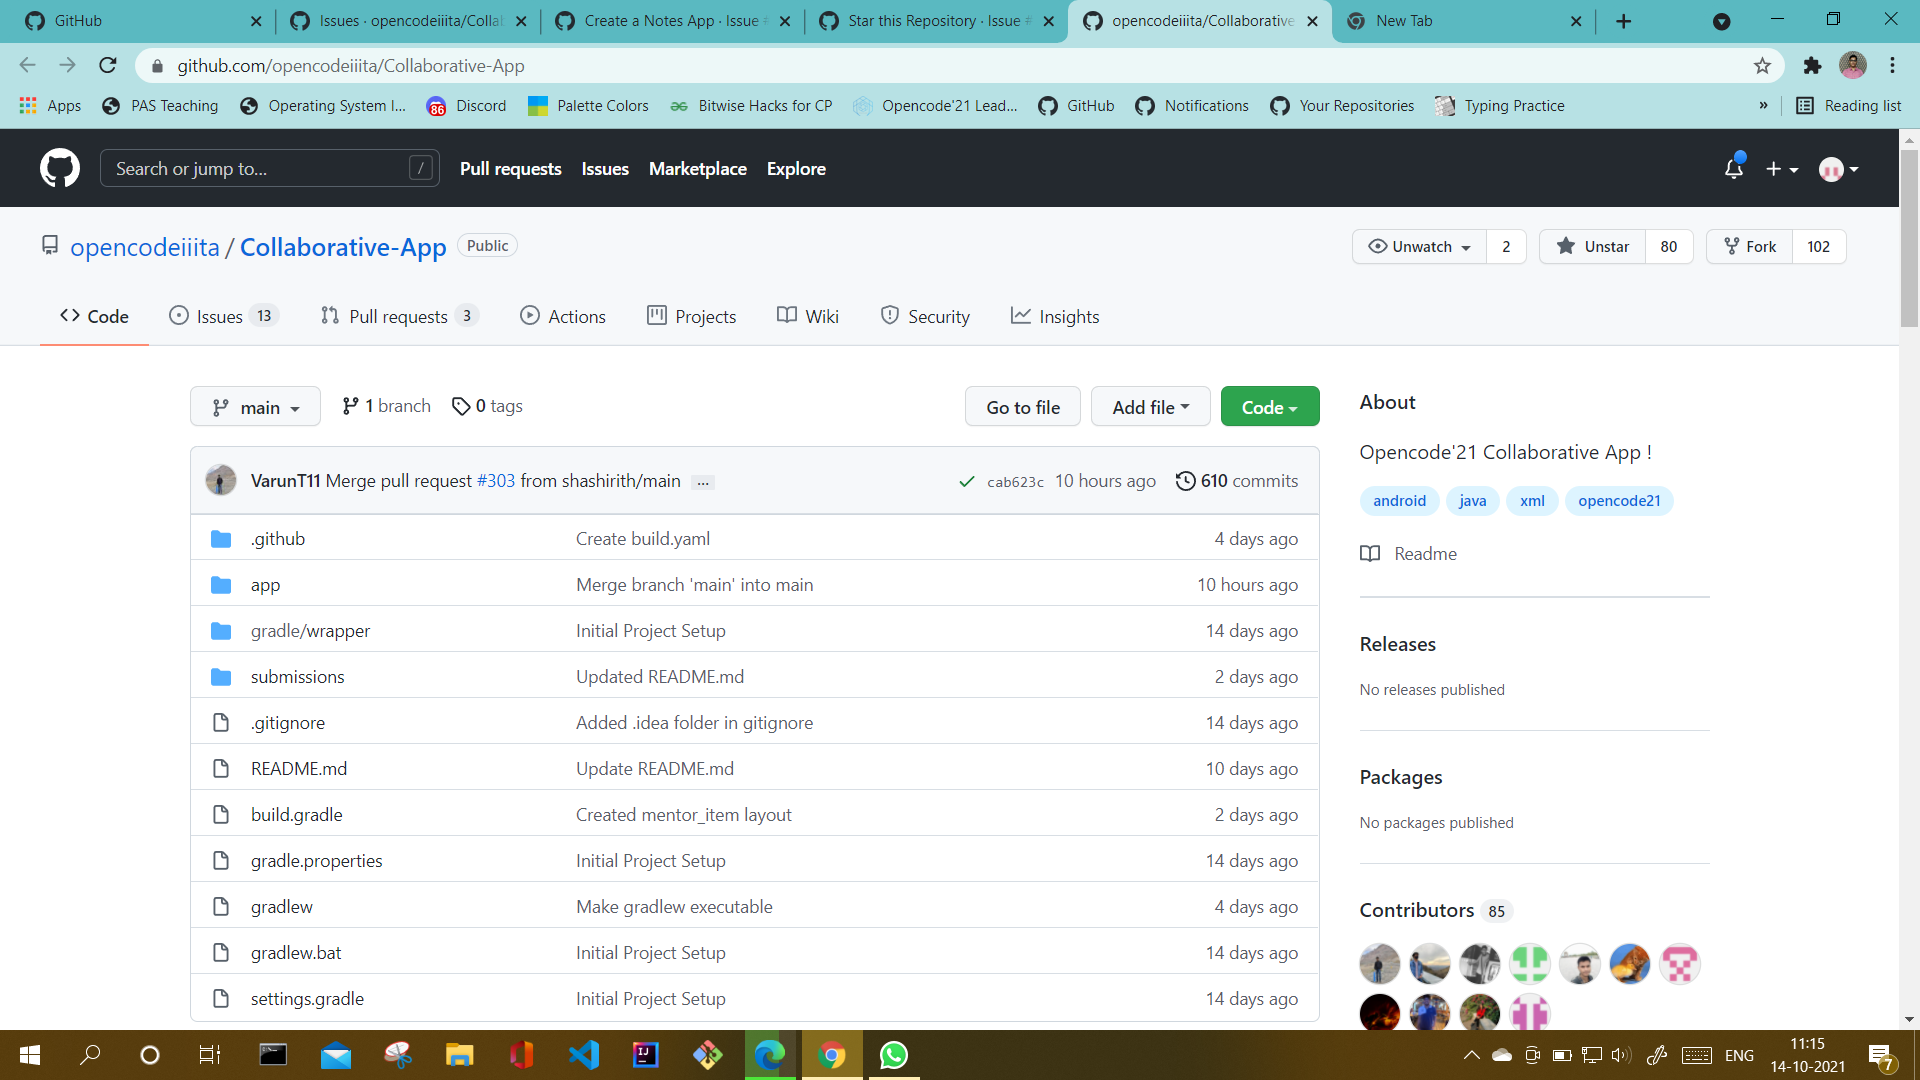 GitHub
Issues · opencodeiiita/Collab
Create a Notes App · Issue #
Star this Repository · Issue #
opencodeiiita/Collaborative
New Tab
github.com/opencodeiiita/Collaborative-App
Apps
PAS Teaching
Operating System I...
86
Discord
Palette Colors
Bitwise Hacks for CP
Opencode'21 Lead...
GitHub
Notifications
Your Repositories
Typing Practice
»
Reading list
Search or jump to...
/
Pull requests
Issues
Marketplace
Explore
opencodeiiita / Collaborative-App
Public
Unwatch
2
Unstar
80
Fork
102
Code
Issues 13
Pull requests 3
Actions
Projects
Wiki
Security
Insights
main
1 branch
0 tags
Go to file
Add file
Code
VarunT11 Merge pull request #303 from shashirith/main ...
cab623c 10 hours ago
610 commits
.github Create build.yaml 4 days ago
app Merge branch 'main' into main 10 hours ago
gradle/wrapper Initial Project Setup 14 days ago
submissions Updated README.md 2 days ago
.gitignore Added .idea folder in gitignore 14 days ago
README.md Update README.md 10 days ago
build.gradle Created mentor_item layout 2 days ago
gradle.properties Initial Project Setup 14 days ago
gradlew Make gradlew executable 4 days ago
gradlew.bat Initial Project Setup 14 days ago
settings.gradle Initial Project Setup 14 days ago
About
Opencode'21 Collaborative App !
android java xml opencode21
Readme
Releases
No releases published
Packages
No packages published
Contributors 85
IJ
ENG
11:15
14-10-2021
7